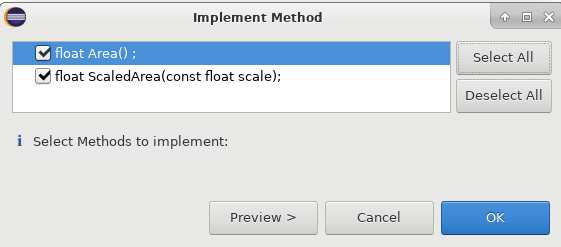 Implement Method
float Area() ;
float ScaledArea(const float scale);
Select All
Deselect All
Select Methods to implement:
Preview >
Cancel
OK